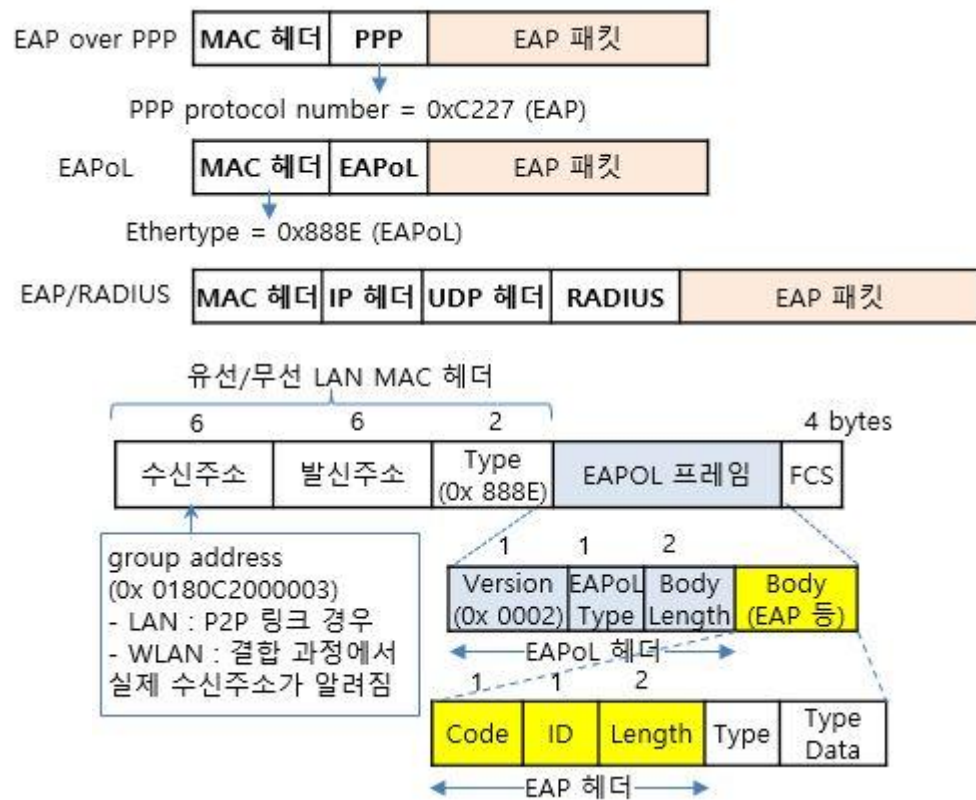 EAP over PPP MAC 헤더 PPP EAP 패킷
PPP protocol number = 0xC227 (EAP)
EAPoL MAC 헤더 EAPoL EAP 패킷
Ethertype = 0x888E (EAPoL)
EAP/RADIUS MAC 헤더 IP 헤더 UDP 헤더 RADIUS EAP 패킷
유선/무선 LAN MAC 헤더
6 6 2 4 bytes
수신주소 발신주소 Type (0x 888E) EAPOL 프레임 FCS
group address
(0x 0180C2000003)
- LAN : P2P 링크 경우
- WLAN : 결합 과정에서
실제 수신주소가 알려짐
1 1 2
Version (0x 0002) EAPoL Type Body Length Body (EAP 등)
EAPoL 헤더
1 1 2
Code ID Length Type Type Data
EAP 헤더